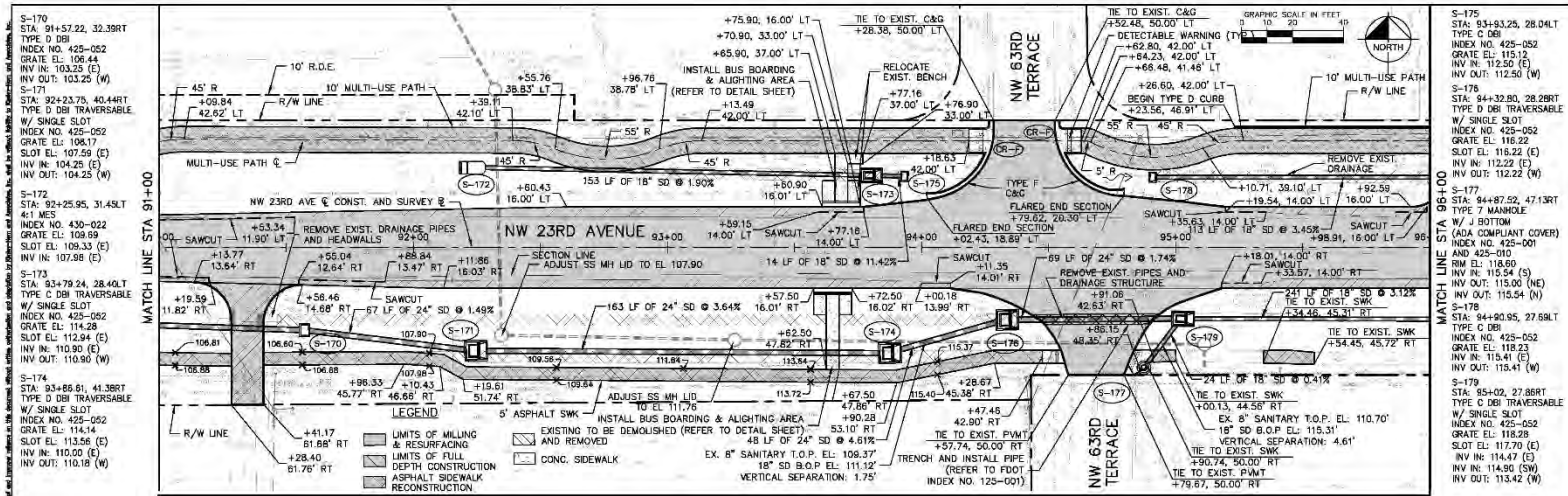 S-170
STA: 91+57.22, 32.39RT
TYPE D DBI
INDEX NO. 425-052
GRATE EL: 106.44
INV IN: 103.25 (E)
INV OUT: 103.25 (W)
S-171
STA: 92+23.75, 40.44RT
TYPE D DBI TRAVERSABLE
W/ SINGLE SLOT
INDEX NO. 425-052
GRATE EL: 108.17
SLOT EL: 107.59 (E)
INV IN: 104.25 (E)
INV OUT: 104.25 (W)
S-172
STA: 92+25.95, 31.45LT
4:1 MES
INDEX NO. 430-022
GRATE EL: 109.69
SLOT EL: 109.33 (E)
INV IN: 107.98 (E)
S-173
STA: 93+79.24, 28.40LT
TYPE C DBI TRAVERSABLE
W/ SINGLE SLOT
INDEX NO. 425-052
GRATE EL: 114.28
SLOT EL: 112.94 (E)
INV IN: 110.90 (E)
INV OUT: 110.90 (W)
S-174
STA: 93+86.61, 41.38RT
TYPE D DBI TRAVERSABLE
W/ SINGLE SLOT
INDEX NO. 425-052
GRATE EL: 114.14
SLOT EL: 113.56 (E)
INV IN: 110.00 (E)
INV OUT: 110.18 (W)
MATCH LINE STA 91+00
45' R
10' R.D.E.
R/W LINE
10' MULTI-USE PATH
+09.84
42.62' LT
+39.11
42.10' LT
+55.76
38.83' LT
+96.76
38.78' LT
+13.49
42.00' LT
55' R
45' R
45' R
MULTI-USE PATH ℄
S-172
153 LF OF 18" SD @ 1.90%
+75.90, 16.00' LT
+70.90, 33.00' LT
+65.90, 37.00' LT
INSTALL BUS BOARDING
& ALIGHTING AREA
(REFER TO DETAIL SHEET)
TIE TO EXIST. C&G
+28.38, 50.00' LT
RELOCATE
EXIST. BENCH
+77.16
37.00' LT
+76.90
33.00' LT
+18.63
42.00' LT
S-173
S-175
NW 63RD
TERRACE
CR-F
CR-F
TYPE F
C&G
TIE TO EXIST. C&G
+52.48, 50.00' LT
DETECTABLE WARNING (TYP.)
+62.80, 42.00' LT
+64.23, 42.00' LT
+66.48, 41.46' LT
+26.60, 42.00' LT
BEGIN TYPE D CURB
+23.56, 46.91' LT
55' R
45' R
5' R
GRAPHIC SCALE IN FEET
0 10 20 40
NORTH
10' MULTI-USE PATH
R/W LINE
REMOVE EXIST.
DRAINAGE
S-178
+10.71, 39.10' LT
+19.54, 14.00' LT
+92.59
16.00' LT
FLARED END SECTION
+79.62, 20.30' LT
FLARED END SECTION
+02.43, 18.89' LT
SAWCUT
+35.63, 14.00' LT
113 LF OF 18" SD @ 3.45%
+98.91, 16.00' LT
NW 23RD AVE ℄ CONST. AND SURVEY
+60.43
16.00' LT
+60.90
16.01' LT
SAWCUT
+53.34
11.90' LT
REMOVE EXIST. DRAINAGE PIPES
AND HEADWALLS
92+00
NW 23RD AVENUE
93+00
94+00
95+00
+59.15
14.00' LT
SAWCUT
+77.16
14.00' LT
14 LF OF 18" SD @ 11.42%
69 LF OF 24" SD @ 1.74%
+13.77
13.64' RT
+55.04
12.64' RT
+88.84
13.47' RT
+11.86
16.03' RT
SECTION LINE
ADJUST SS MH LID TO EL 107.90
SAWCUT
+11.35
14.01' RT
REMOVE EXIST. PIPES AND
DRAINAGE STRUCTURE
+18.01, 14.00' RT
SAWCUT
+33.57, 14.00' RT
+19.59
11.82' RT
+56.46
14.68' RT
SAWCUT
67 LF OF 24" SD @ 1.49%
163 LF OF 24" SD @ 3.64%
+57.50
16.01' RT
+72.50
16.02' RT
+00.18
13.99' RT
+91.06
42.63' RT
241 LF OF 18" SD @ 3.12%
TIE TO EXIST. SWK
+34.46, 45.31' RT
+62.50
47.82' RT
+86.15
48.35' RT
TIE TO EXIST. SWK
+54.45, 45.72' RT
S-170
S-171
S-174
S-176
S-179
106.81
106.88
106.60
106.68
107.90
107.98
109.58
109.64
111.64
113.64
113.72
115.37
115.40
+96.33
45.77' RT
+10.43
46.66' RT
+19.61
51.74' RT
5' ASPHALT SWK
ADJUST SS MH LID
TO EL 111.76
+67.50
47.86' RT
+90.28
53.10' RT
+28.67
45.38' RT
+47.46
42.90' RT
S-177
24 LF OF 18" SD @ 0.41%
TIE TO EXIST. SWK
+00.13, 44.56' RT
R/W LINE
+41.17
61.68' RT
+28.40
61.76' RT
LEGEND
LIMITS OF MILLING
& RESURFACING
LIMITS OF FULL
DEPTH CONSTRUCTION
ASPHALT SIDEWALK
RECONSTRUCTION
EXISTING TO BE DEMOLISHED
AND REMOVED
CONC. SIDEWALK
INSTALL BUS BOARDING & ALIGHTING AREA
(REFER TO DETAIL SHEET)
48 LF OF 24" SD @ 4.61%
EX. 8" SANITARY T.O.P. EL: 109.37'
18" SD B.O.P EL: 111.12'
VERTICAL SEPARATION: 1.75'
TIE TO EXIST. PVMT
+57.74, 50.00' RT
TRENCH AND INSTALL PIPE
(REFER TO FDOT
INDEX NO. 125-001)
NW 63RD
TERRACE
EX. 8" SANITARY T.O.P. EL: 110.70'
18" SD B.O.P EL: 115.31'
VERTICAL SEPARATION: 4.61'
TIE TO EXIST. SWK
+90.74, 50.00' RT
TIE TO EXIST. PVMT
+79.67, 50.00' RT
MATCH LINE STA 96+00
S-175
STA: 93+93.25, 28.04LT
TYPE C DBI
INDEX NO. 425-052
GRATE EL: 115.12
INV IN: 112.50 (E)
INV OUT: 112.50 (W)
S-176
STA: 94+32.80, 28.28RT
TYPE D DBI TRAVERSABLE
W/ SINGLE SLOT
INDEX NO. 425-052
GRATE EL: 116.22
SLOT EL: 116.22 (E)
INV IN: 112.22 (E)
INV OUT: 112.22 (W)
S-177
STA: 94+87.52, 47.13RT
TYPE 7 MANHOLE
W/ J BOTTOM
(ADA COMPLIANT COVER)
INDEX NO. 425-001
AND 425-010
RIM EL: 118.60
INV IN: 115.54 (S)
INV OUT: 115.00 (NE)
INV OUT: 115.54 (N)
S-178
STA: 94+90.95, 27.69LT
TYPE C DBI
INDEX NO. 425-052
GRATE EL: 118.23
INV IN: 115.41 (E)
INV OUT: 115.41 (W)
S-179
STA: 95+02, 27.86RT
TYPE C DBI TRAVERSABLE
W/ SINGLE SLOT
INDEX NO. 425-052
GRATE EL: 118.28
SLOT EL: 117.70 (E)
INV IN: 114.47 (E)
INV IN: 114.90 (SW)
INV OUT: 113.42 (W)